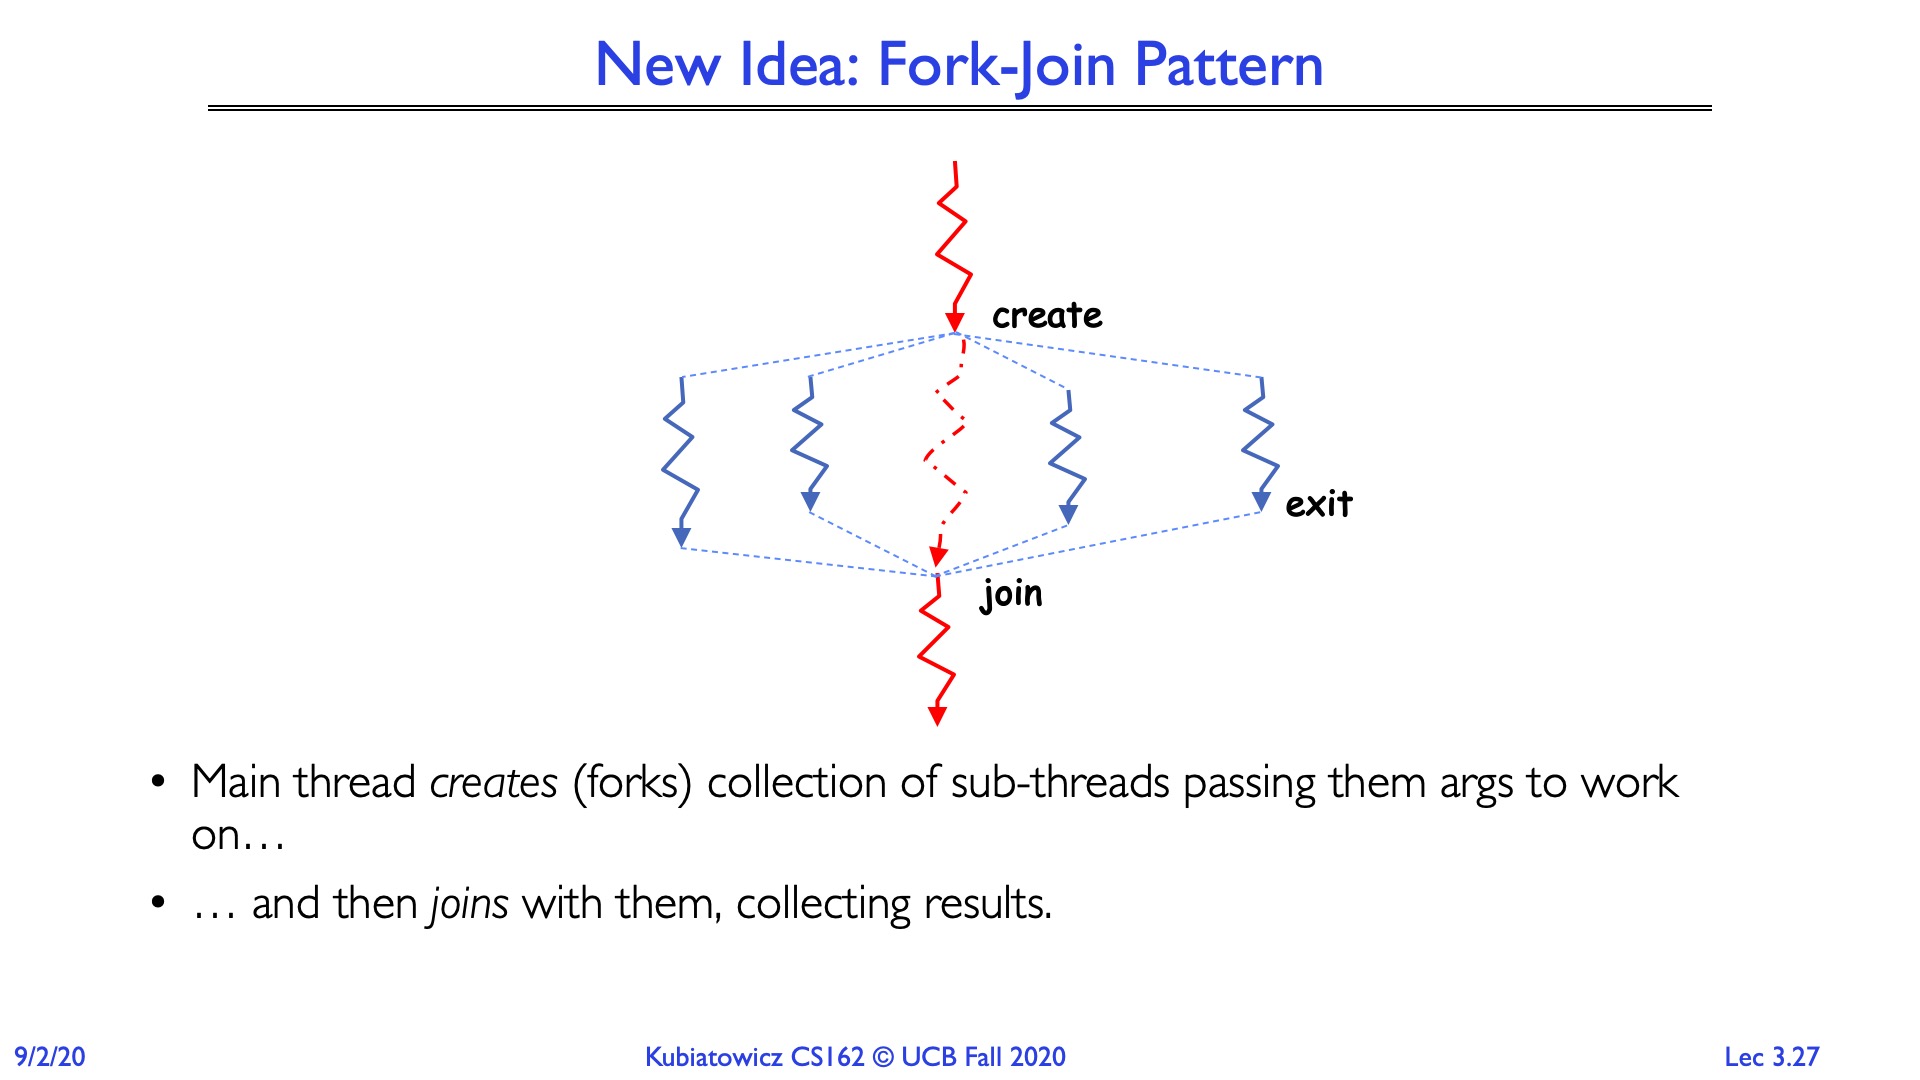 New Idea: Fork-Join Pattern
create
exit
join
• Main thread creates (forks) collection of sub-threads passing them args to work
on…
• … and then joins with them, collecting results.
9/2/20
Kubiatowicz CS162 © UCB Fall 2020
Lec 3.27